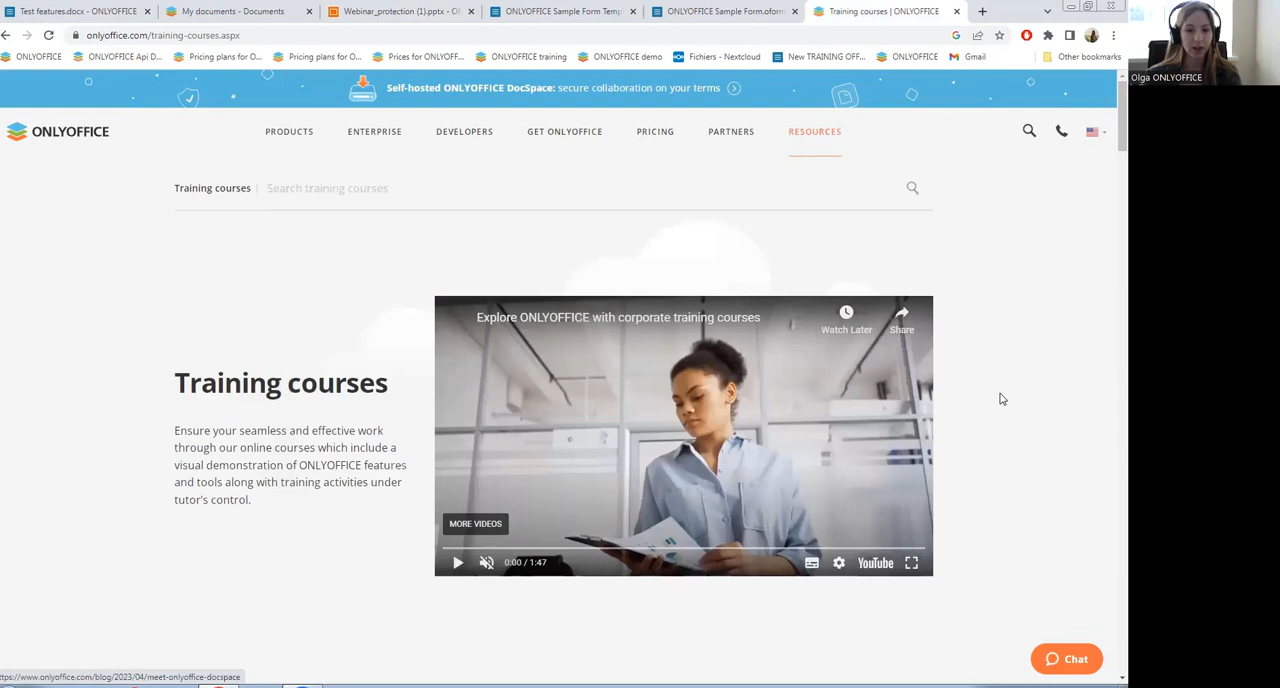 Test features.docx - ONLYOFFICE
My documents - Documents
Webinar_protection (1).pptx - O
ONLYOFFICE Sample Form Temp
ONLYOFFICE Sample Form.oform
Training courses | ONLYOFFICE
onlyoffice.com/training-courses.aspx
ONLYOFFICE
ONLYOFFICE Api D...
Pricing plans for O...
Pricing plans for O...
Prices for ONLYOFF...
ONLYOFFICE training
ONLYOFFICE demo
Fichiers - Nextcloud
New TRAINING OFF...
ONLYOFFICE
Gmail
Other bookmarks
Olga ONLYOFFICE
Self-hosted ONLYOFFICE DocSpace: secure collaboration on your terms
ONLYOFFICE
PRODUCTS
ENTERPRISE
DEVELOPERS
GET ONLYOFFICE
PRICING
PARTNERS
RESOURCES
Training courses
Search training courses
Explore ONLYOFFICE with corporate training courses
Watch Later
Share
Training courses
Ensure your seamless and effective work
through our online courses which include a
visual demonstration of ONLYOFFICE features
and tools along with training activities under
tutor's control.
MORE VIDEOS
0:00 / 1:47
YouTube
Chat
ttps://www.onlyoffice.com/blog/2023/04/meet-onlyoffice-docspace